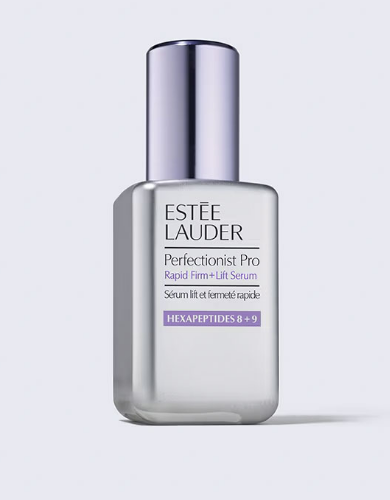 ESTĒE
LAUDER
Perfectionist Pro
Rapid Firm+Lift Serum
Sérum lift et fermeté rapide
HEXAPEPTIDES 8 + 9